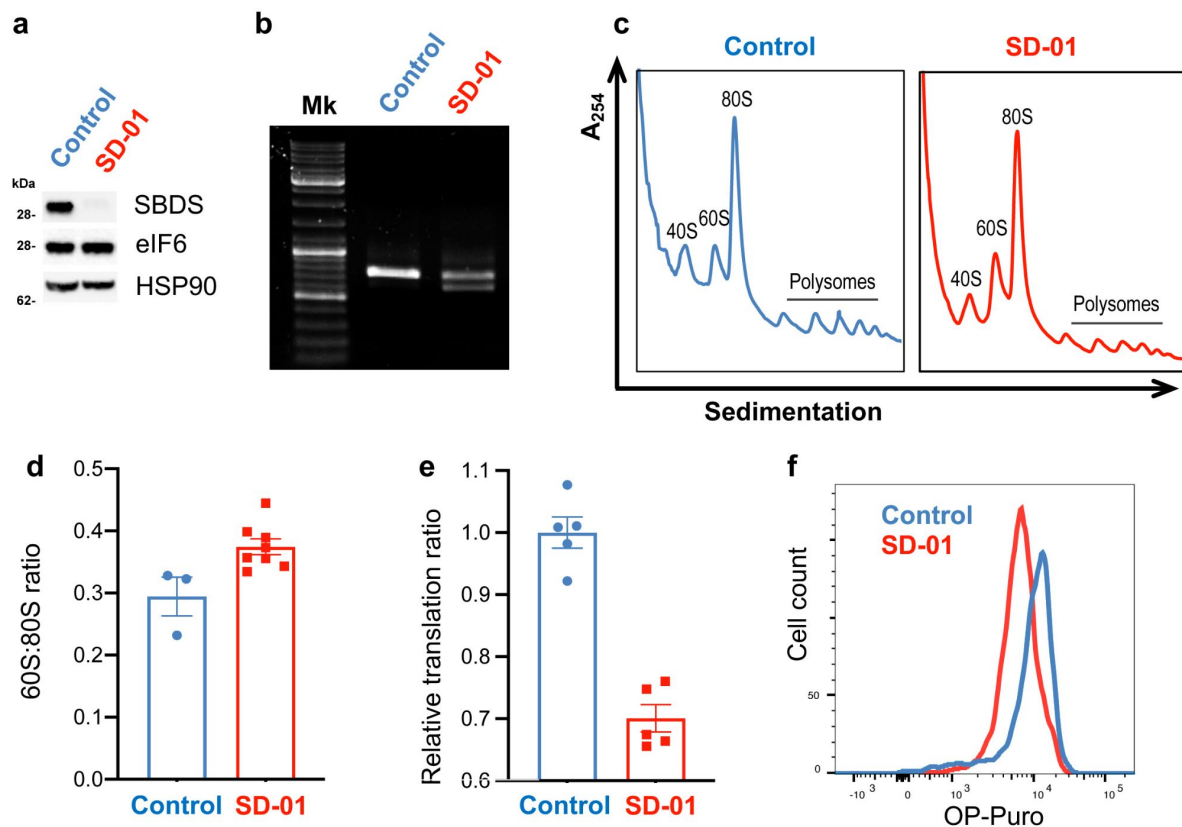 a
Control
SD-01
kDa
28-
SBDS
28-
eIF6
62-
HSP90
b
Mk
Control
SD-01
c
Control
SD-01
A254
40S
60S
80S
Polysomes
40S
60S
80S
Polysomes
Sedimentation
d
60S:80S ratio
0.5
0.4
0.3
0.2
0.1
0.0
Control
SD-01
e
Relative translation ratio
1.1
1.0
0.9
0.8
0.7
0.6
Control
SD-01
f
Control
SD-01
Cell count
50
0
-10 3
0
10 3
10 4
10 5
OP-Puro